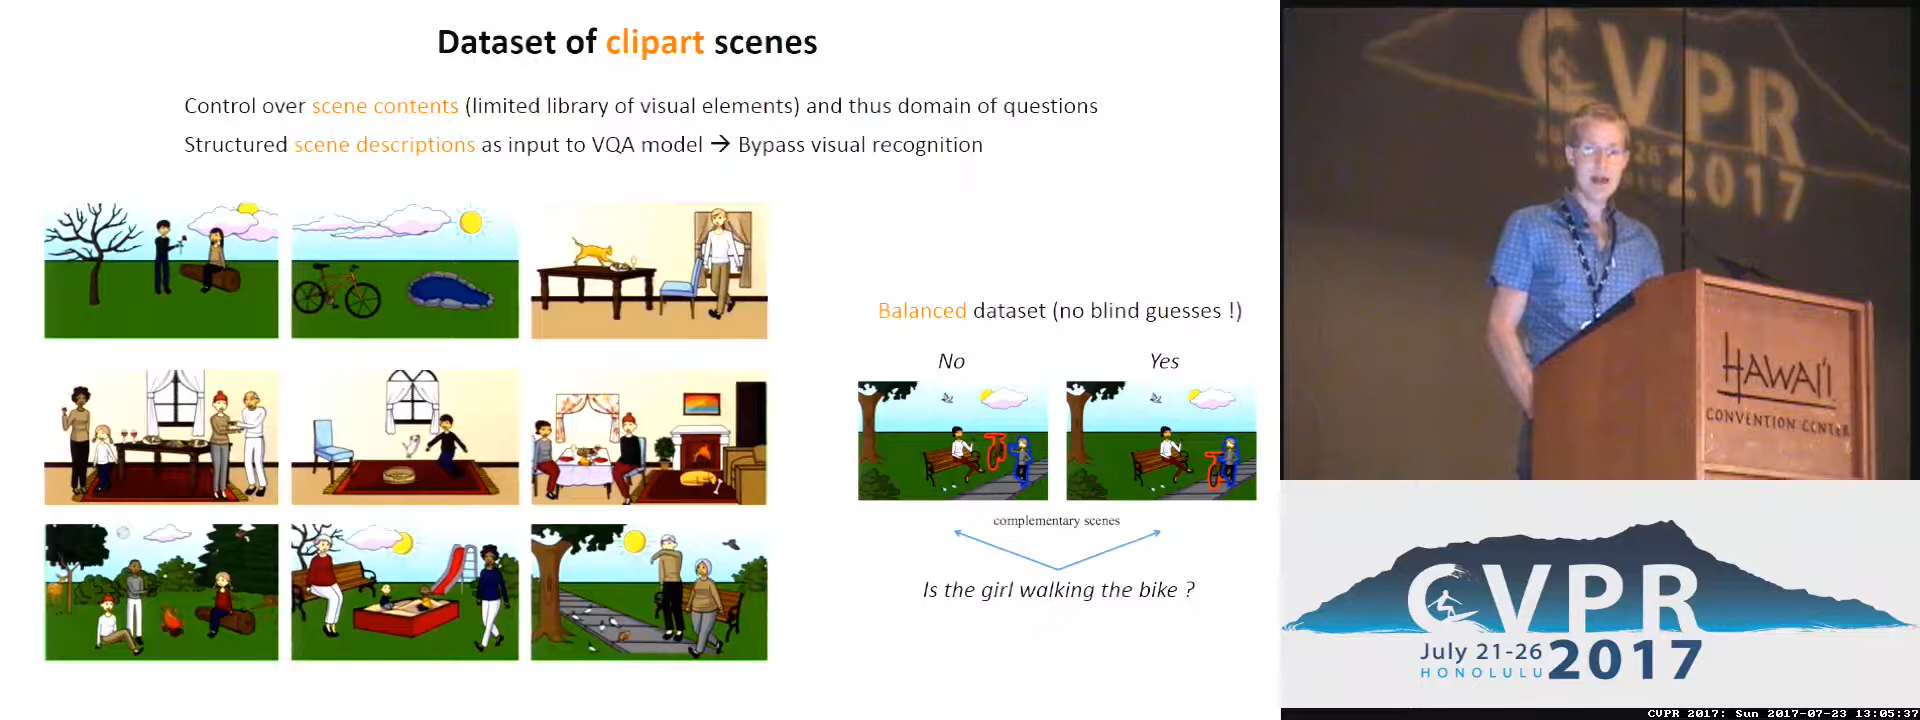 Dataset of clipart scenes
Control over scene contents (limited library of visual elements) and thus domain of questions
Structured scene descriptions as input to VQA model → Bypass visual recognition
Balanced dataset (no blind guesses !)
No
Yes
complementary scenes
Is the girl walking the bike ?
CVPR
2017
HAWAI'I
CONVENTION CENTER
CVPR
July 21-26
HONOLULU
2017
CVPR 2017: Sun 2017-07-23 13:05:37